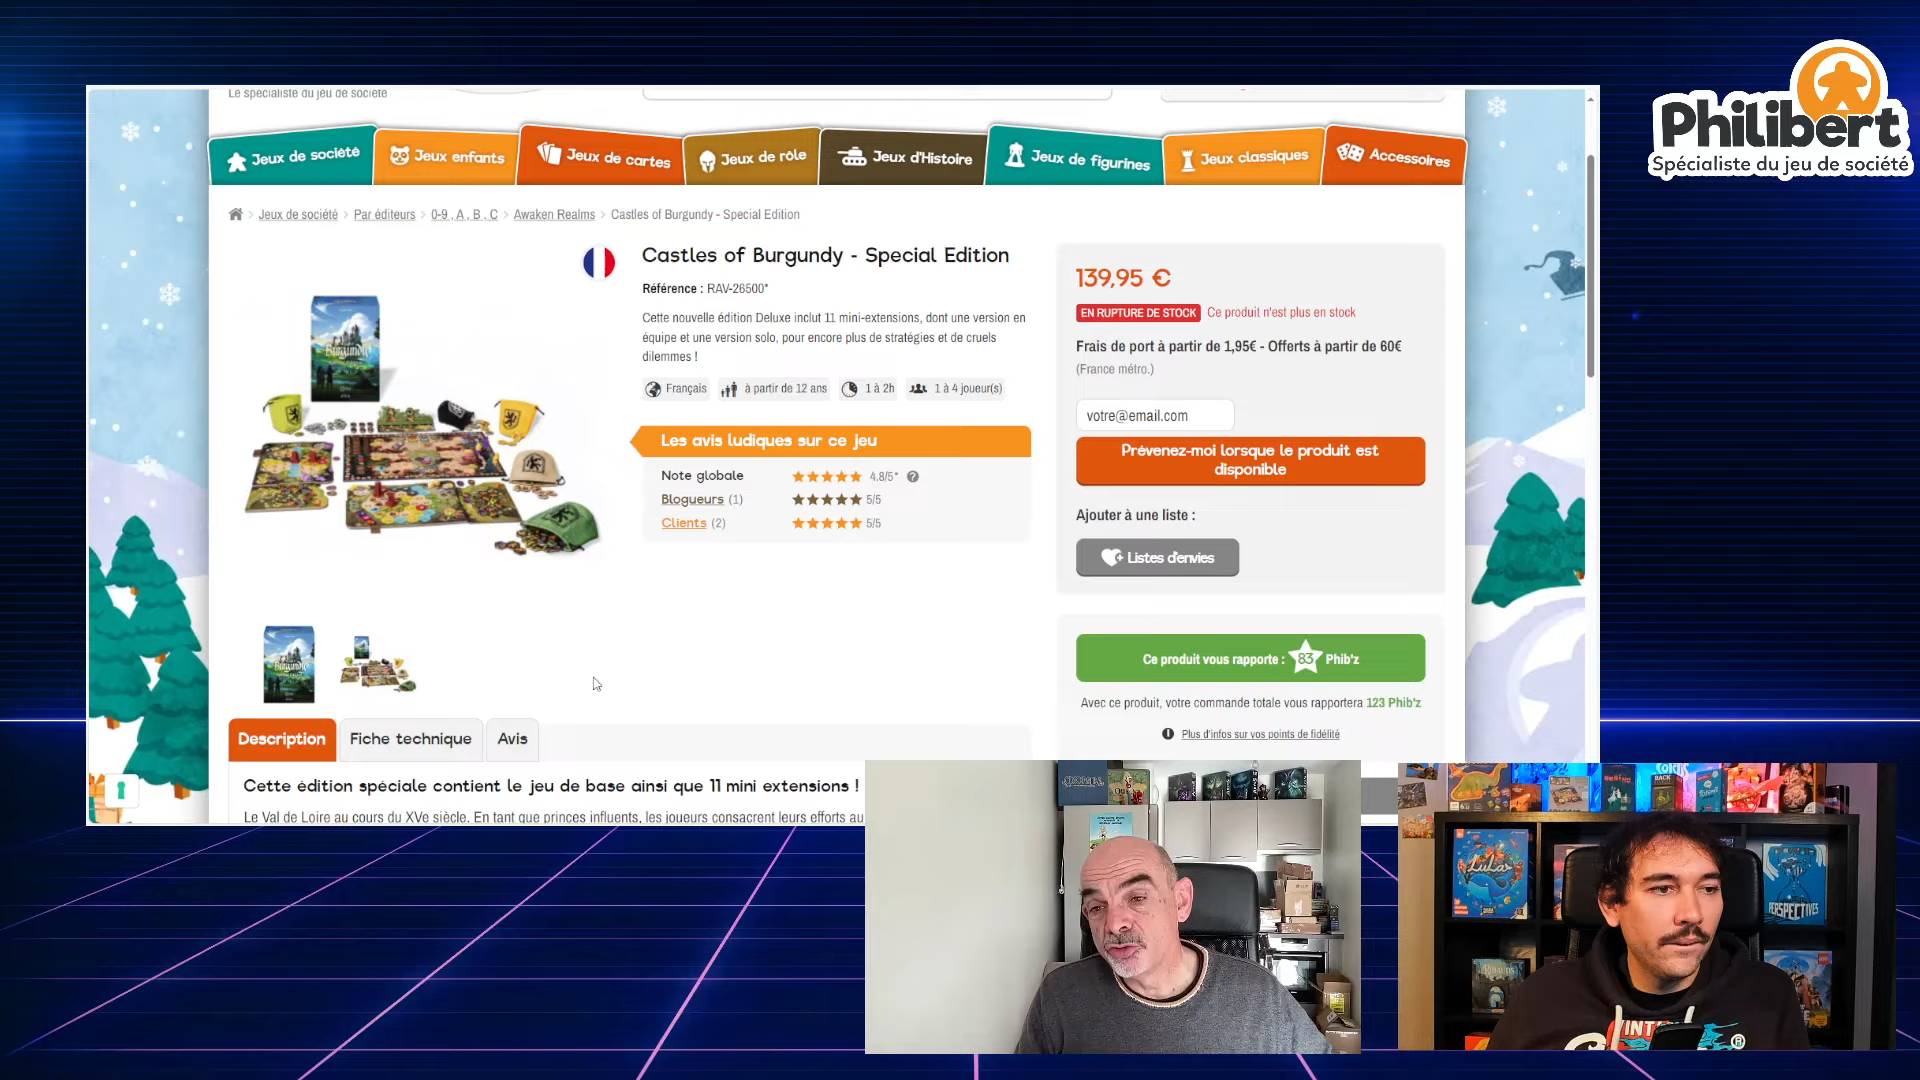 Le spécialiste du jeu de société
Philibert
Spécialiste du jeu de société
Jeux de société
Jeux enfants
Jeux de cartes
Jeux de rôle
Jeux d'Histoire
Jeux de figurines
Jeux classiques
Accessoires
Jeux de société > Par éditeurs > 0-9 , A , B , C > Awaken Realms > Castles of Burgundy - Special Edition
Castles of Burgundy - Special Edition
Référence : RAV-26500*
Cette nouvelle édition Deluxe inclut 11 mini-extensions, dont une version en
équipe et une version solo, pour encore plus de stratégies et de cruels
dilemmes !
Français
à partir de 12 ans
1 à 2h
1 à 4 joueur(s)
Les avis ludiques sur ce jeu
Note globale 4.8/5*
Blogueurs (1) 5/5
Clients (2) 5/5
139,95 €
EN RUPTURE DE STOCK Ce produit n'est plus en stock
Frais de port à partir de 1,95€ - Offerts à partir de 60€
(France métro.)
votre@email.com
Prévenez-moi lorsque le produit est
disponible
Ajouter à une liste :
Listes d'envies
Ce produit vous rapporte : 83 Phib'z
Avec ce produit, votre commande totale vous rapportera 123 Phib'z
Plus d'infos sur vos points de fidélité
Burgundy
Description
Fiche technique
Avis
Cette édition spéciale contient le jeu de base ainsi que 11 mini extensions !
Le Val de Loire au cours du XVe siècle. En tant que princes influents, les joueurs consacrent leurs efforts au
Lula
PERSPECTIVES